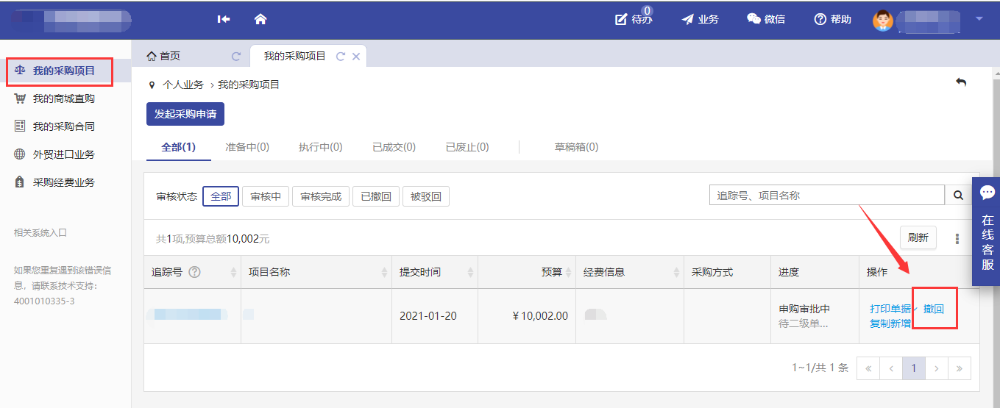 0
待办
业务
微信
帮助
我的采购项目
我的商城直购
我的采购合同
外贸进口业务
采购经费业务
相关系统入口
如果您重复遇到该错误信
息，请联系技术支持：
4001010335-3
首页
我的采购项目
个人业务 > 我的采购项目
发起采购申请
全部(1) 准备中(0) 执行中(0) 已成交(0) 已废止(0) 草稿箱(0)
审核状态 全部 审核中 审核完成 已撤回 被驳回
追踪号、项目名称
共1项,预算总额10,002元
刷新
追踪号 项目名称 提交时间 预算 经费信息 采购方式 进度 操作
2021-01-20 ￥10,002.00
申购审批中
待二级单...
打印单据 撤回
复制新增
1~1/共 1 条 « ‹ 1 › »
在线客服